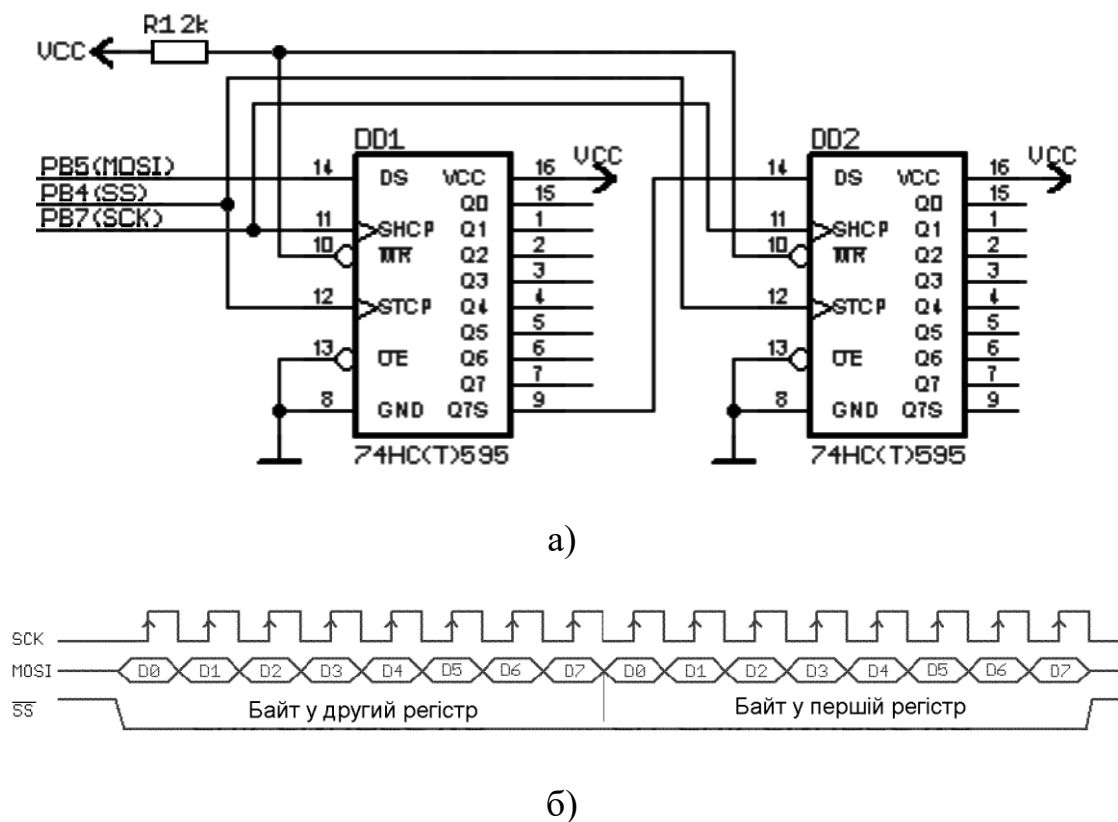 R1 2k
VCC
DD1
DD2
PB5(MOSI)
PB4(SS)
PB7(SCK)
14 DS VCC 16 VCC
Q0 15
11 SHCP Q1 1
10 MR Q2 2
Q3 3
12 STCP Q4 4
Q5 5
13 OE Q6 6
Q7 7
8 GND Q7S 9
74HC(T)595
14 DS VCC 16 VCC
Q0 15
11 SHCP Q1 1
10 MR Q2 2
Q3 3
12 STCP Q4 4
Q5 5
13 OE Q6 6
Q7 7
8 GND Q7S 9
74HC(T)595
а)
SCK
MOSI D0 D1 D2 D3 D4 D5 D6 D7 D0 D1 D2 D3 D4 D5 D6 D7
SS Байт у другий регістр Байт у першій регістр
б)